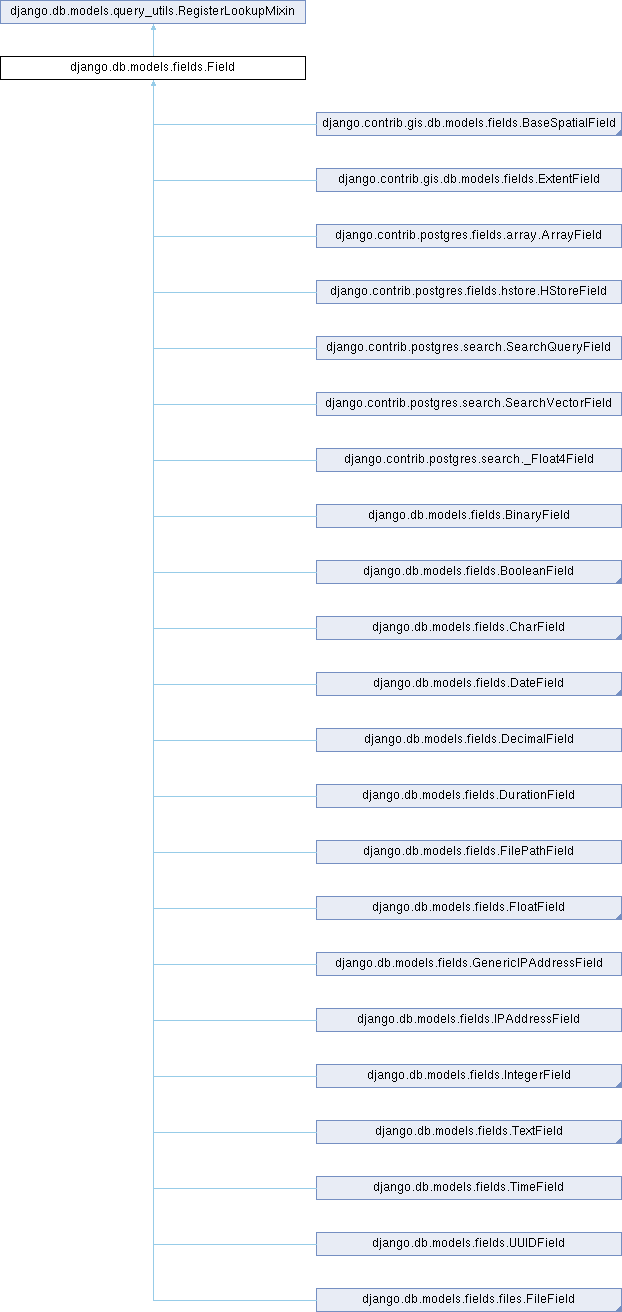 django.db.models.query_utils.RegisterLookupMixin
django.db.models.fields.Field
django.contrib.gis.db.models.fields.BaseSpatialField
django.contrib.gis.db.models.fields.ExtentField
django.contrib.postgres.fields.array.ArrayField
django.contrib.postgres.fields.hstore.HStoreField
django.contrib.postgres.search.SearchQueryField
django.contrib.postgres.search.SearchVectorField
django.contrib.postgres.search._Float4Field
django.db.models.fields.BinaryField
django.db.models.fields.BooleanField
django.db.models.fields.CharField
django.db.models.fields.DateField
django.db.models.fields.DecimalField
django.db.models.fields.DurationField
django.db.models.fields.FilePathField
django.db.models.fields.FloatField
django.db.models.fields.GenericIPAddressField
django.db.models.fields.IPAddressField
django.db.models.fields.IntegerField
django.db.models.fields.TextField
django.db.models.fields.TimeField
django.db.models.fields.UUIDField
django.db.models.fields.files.FileField